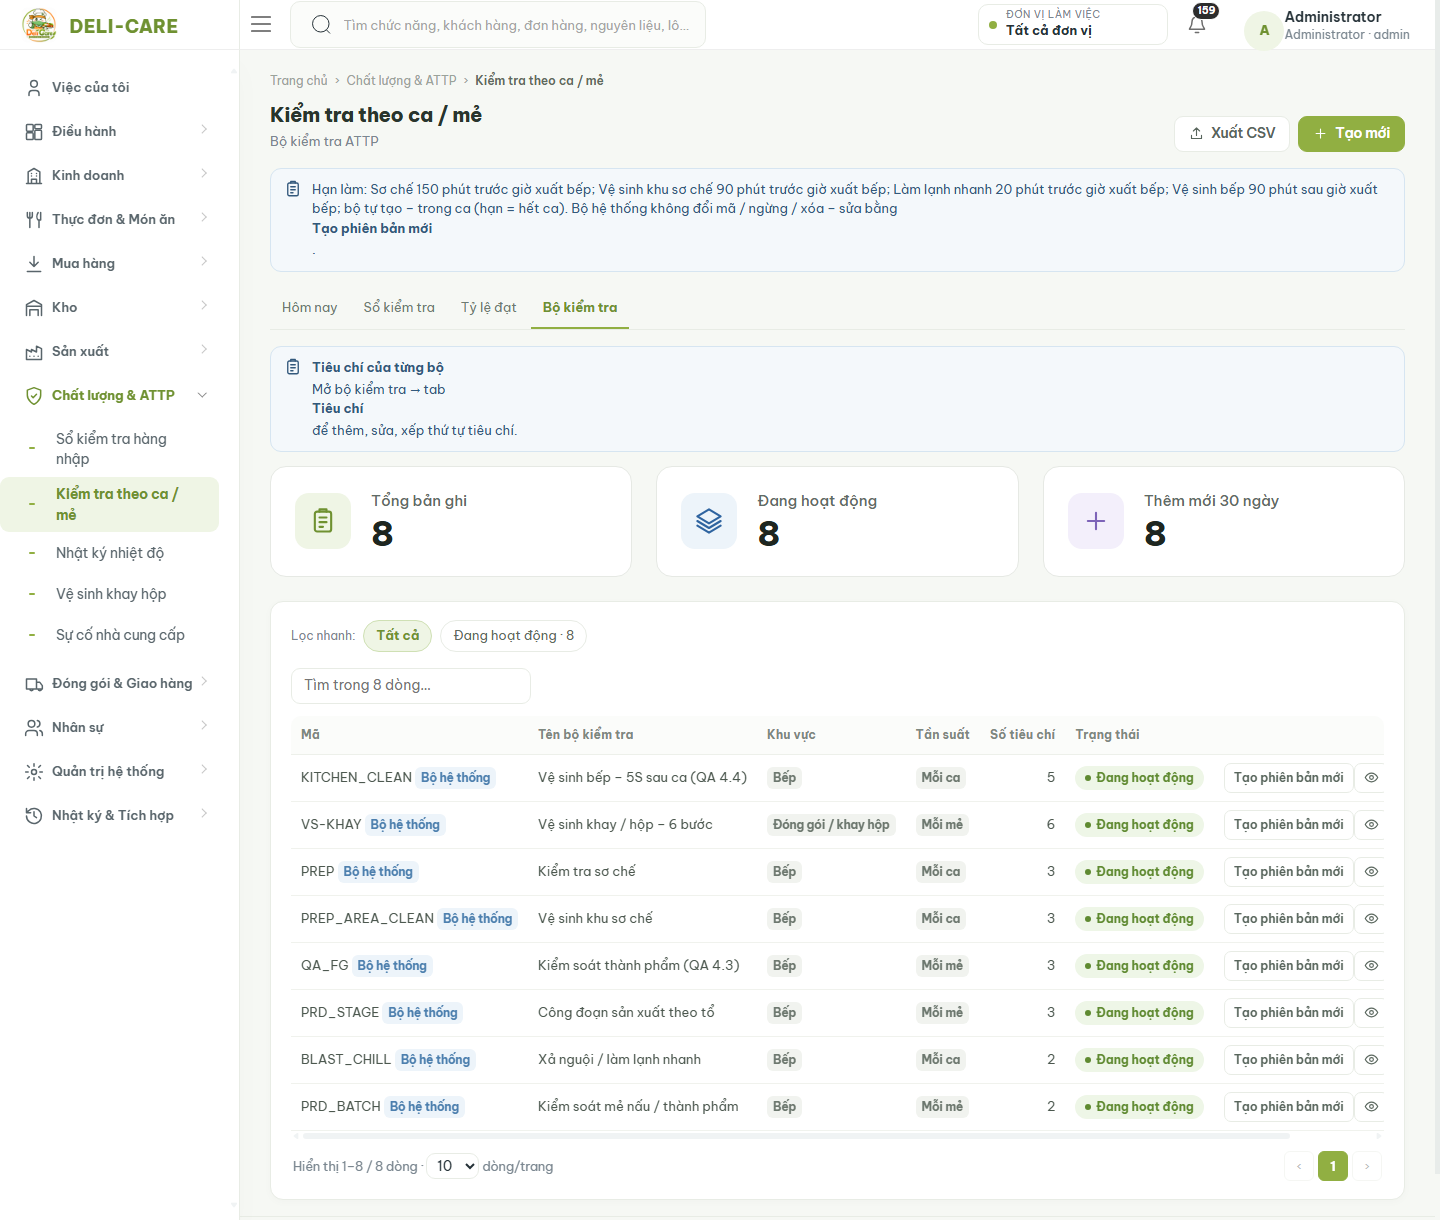 DELI-CARE
Tìm chức năng, khách hàng, đơn hàng, nguyên liệu, lô...
ĐƠN VỊ LÀM VIỆC
Tất cả đơn vị
159
A
Administrator
Administrator · admin
Việc của tôi
Điều hành
Kinh doanh
Thực đơn & Món ăn
Mua hàng
Kho
Sản xuất
Chất lượng & ATTP
Sổ kiểm tra hàng
nhập
Kiểm tra theo ca /
mẻ
Nhật ký nhiệt độ
Vệ sinh khay hộp
Sự cố nhà cung cấp
Đóng gói & Giao hàng
Nhân sự
Quản trị hệ thống
Nhật ký & Tích hợp
Trang chủ › Chất lượng & ATTP › Kiểm tra theo ca / mẻ
Kiểm tra theo ca / mẻ
Bộ kiểm tra ATTP
Xuất CSV
Tạo mới
Hạn làm: Sơ chế 150 phút trước giờ xuất bếp; Vệ sinh khu sơ chế 90 phút trước giờ xuất bếp; Làm lạnh nhanh 20 phút trước giờ xuất bếp; Vệ sinh bếp 90 phút sau giờ xuất
bếp; bộ tự tạo – trong ca (hạn = hết ca). Bộ hệ thống không đổi mã / ngừng / xóa – sửa bằng
Tạo phiên bản mới
.
Hôm nay Sổ kiểm tra Tỷ lệ đạt Bộ kiểm tra
Tiêu chí của từng bộ
Mở bộ kiểm tra → tab
Tiêu chí
để thêm, sửa, xếp thứ tự tiêu chí.
Tổng bản ghi
8
Đang hoạt động
8
Thêm mới 30 ngày
8
Lọc nhanh: Tất cả Đang hoạt động · 8
Tìm trong 8 dòng...
Mã Tên bộ kiểm tra Khu vực Tần suất Số tiêu chí Trạng thái
KITCHEN_CLEAN Bộ hệ thống Vệ sinh bếp – 5S sau ca (QA 4.4) Bếp Mỗi ca 5 Đang hoạt động Tạo phiên bản mới
VS-KHAY Bộ hệ thống Vệ sinh khay / hộp – 6 bước Đóng gói / khay hộp Mỗi mẻ 6 Đang hoạt động Tạo phiên bản mới
PREP Bộ hệ thống Kiểm tra sơ chế Bếp Mỗi ca 3 Đang hoạt động Tạo phiên bản mới
PREP_AREA_CLEAN Bộ hệ thống Vệ sinh khu sơ chế Bếp Mỗi ca 3 Đang hoạt động Tạo phiên bản mới
QA_FG Bộ hệ thống Kiểm soát thành phẩm (QA 4.3) Bếp Mỗi mẻ 3 Đang hoạt động Tạo phiên bản mới
PRD_STAGE Bộ hệ thống Công đoạn sản xuất theo tổ Bếp Mỗi mẻ 3 Đang hoạt động Tạo phiên bản mới
BLAST_CHILL Bộ hệ thống Xả nguội / làm lạnh nhanh Bếp Mỗi ca 2 Đang hoạt động Tạo phiên bản mới
PRD_BATCH Bộ hệ thống Kiểm soát mẻ nấu / thành phẩm Bếp Mỗi mẻ 2 Đang hoạt động Tạo phiên bản mới
Hiển thị 1–8 / 8 dòng · 10 dòng/trang
‹ 1 ›